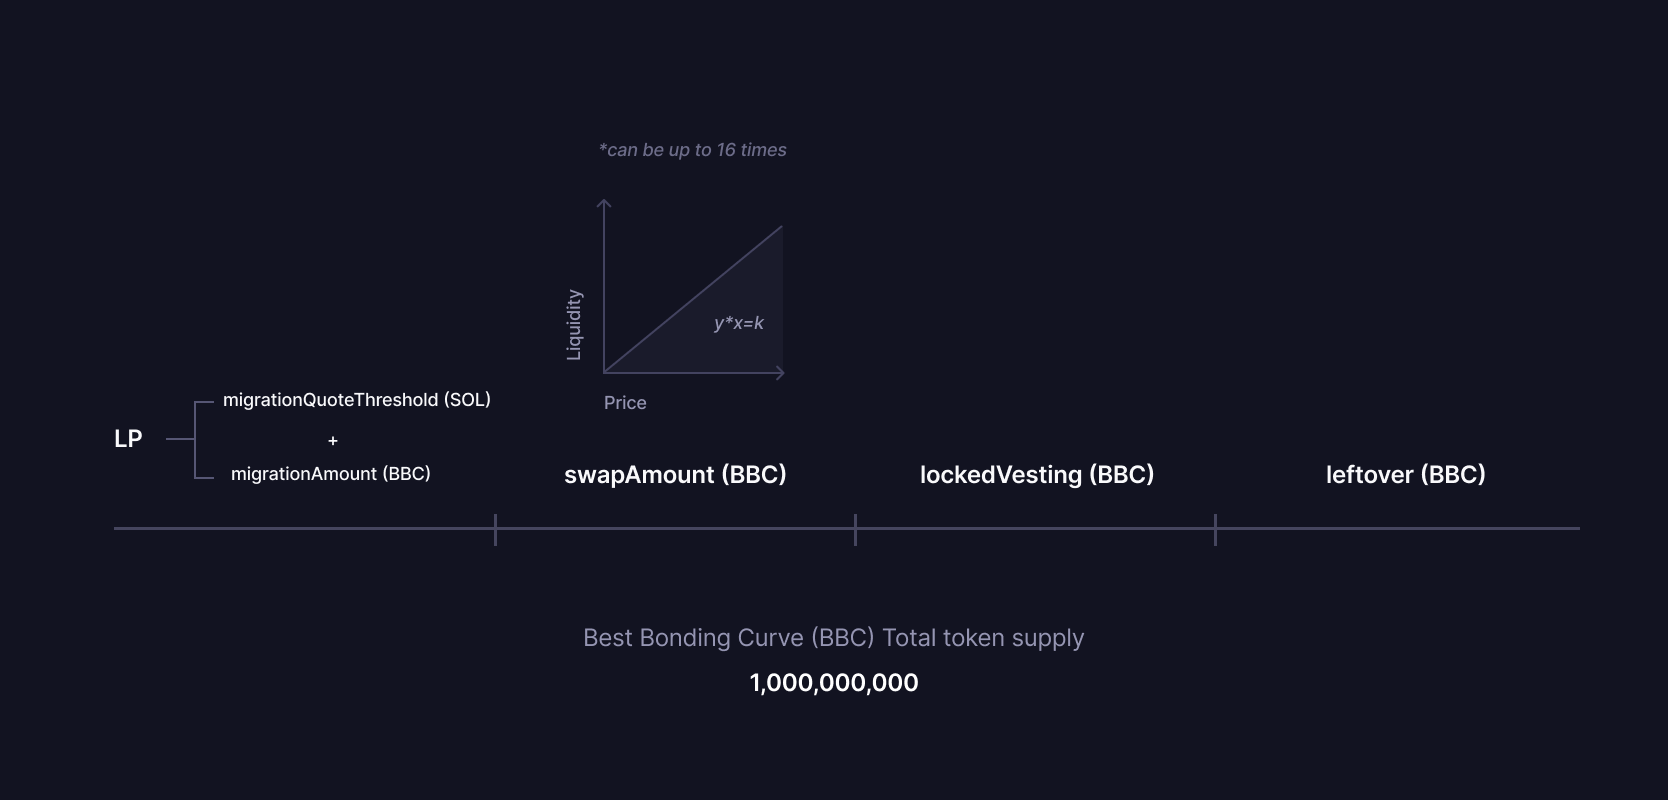 *can be up to 16 times
Liquidity
y*x=k
Price
LP
migrationQuoteThreshold (SOL)
+
migrationAmount (BBC)
swapAmount (BBC)
lockedVesting (BBC)
leftover (BBC)
Best Bonding Curve (BBC) Total token supply
1,000,000,000